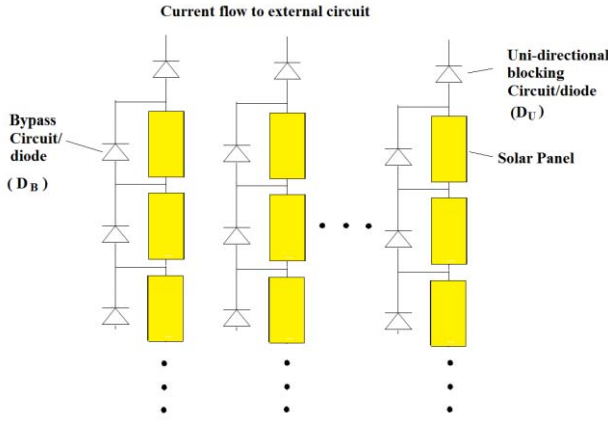 Current flow to external circuit
Uni-directional
blocking
Circuit/diode
(DU)
Bypass
Circuit/
diode
( DB )
Solar Panel